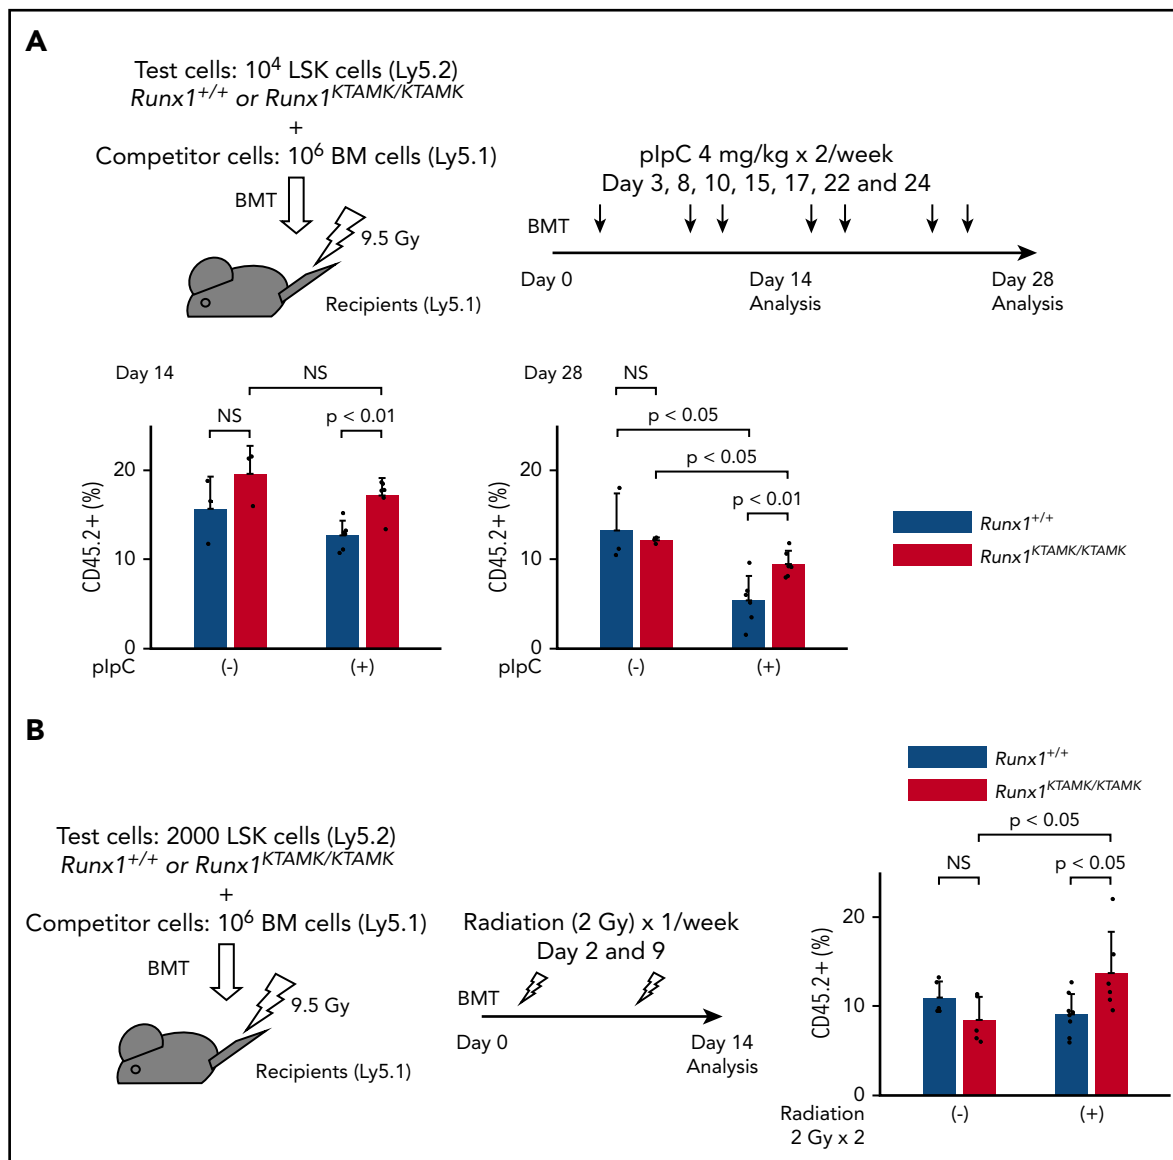 A
Test cells: 10⁴ LSK cells (Ly5.2)
Runx1+/+ or Runx1KTAMK/KTAMK
+
Competitor cells: 10⁶ BM cells (Ly5.1)
BMT
9.5 Gy
Recipients (Ly5.1)
pIpC 4 mg/kg x 2/week
Day 3, 8, 10, 15, 17, 22 and 24
BMT
Day 0
Day 14
Analysis
Day 28
Analysis
Day 14
NS
NS
p < 0.01
CD45.2+ (%)
20
10
0
pIpC
(-)
(+)
Day 28
NS
p < 0.05
p < 0.05
p < 0.01
CD45.2+ (%)
20
10
0
pIpC
(-)
(+)
Runx1+/+
Runx1KTAMK/KTAMK
B
Test cells: 2000 LSK cells (Ly5.2)
Runx1+/+ or Runx1KTAMK/KTAMK
+
Competitor cells: 10⁶ BM cells (Ly5.1)
BMT
9.5 Gy
Recipients (Ly5.1)
Radiation (2 Gy) x 1/week
Day 2 and 9
BMT
Day 0
Day 14
Analysis
Runx1+/+
Runx1KTAMK/KTAMK
p < 0.05
NS
p < 0.05
CD45.2+ (%)
20
10
0
Radiation
2 Gy x 2
(-)
(+)